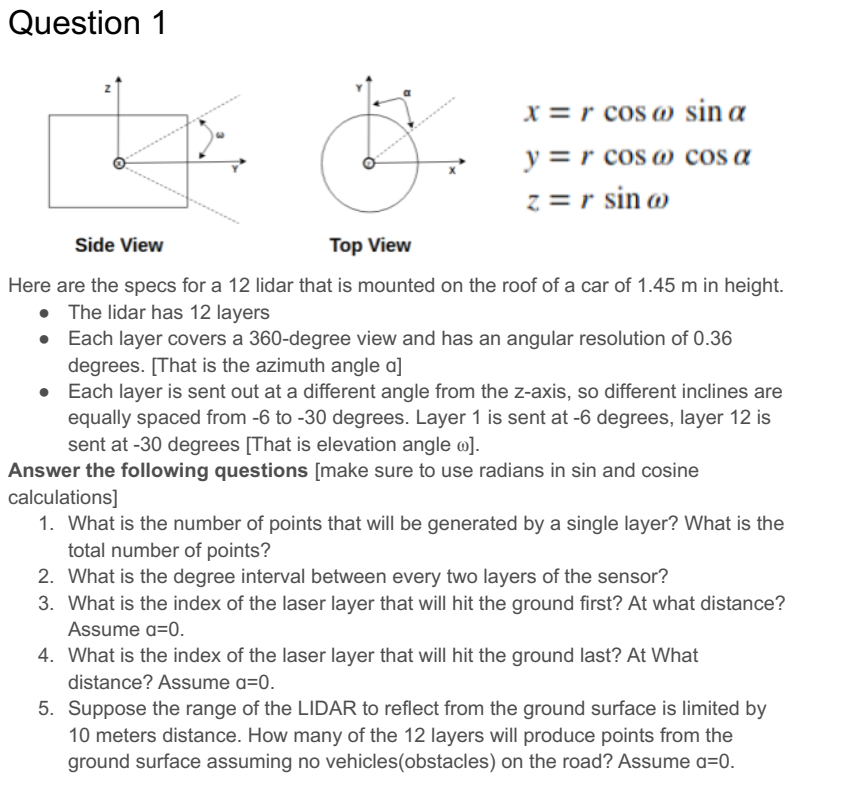 Question 1
z
ω
Y
Y
α
X
x = r cos ω sin α
y = r cos ω cos α
z = r sin ω
Side View
Top View
Here are the specs for a 12 lidar that is mounted on the roof of a car of 1.45 m in height.
● The lidar has 12 layers
● Each layer covers a 360-degree view and has an angular resolution of 0.36
degrees. [That is the azimuth angle α]
● Each layer is sent out at a different angle from the z-axis, so different inclines are
equally spaced from -6 to -30 degrees. Layer 1 is sent at -6 degrees, layer 12 is
sent at -30 degrees [That is elevation angle ω].
Answer the following questions [make sure to use radians in sin and cosine
calculations]
1. What is the number of points that will be generated by a single layer? What is the
total number of points?
2. What is the degree interval between every two layers of the sensor?
3. What is the index of the laser layer that will hit the ground first? At what distance?
Assume α=0.
4. What is the index of the laser layer that will hit the ground last? At What
distance? Assume α=0.
5. Suppose the range of the LIDAR to reflect from the ground surface is limited by
10 meters distance. How many of the 12 layers will produce points from the
ground surface assuming no vehicles(obstacles) on the road? Assume α=0.